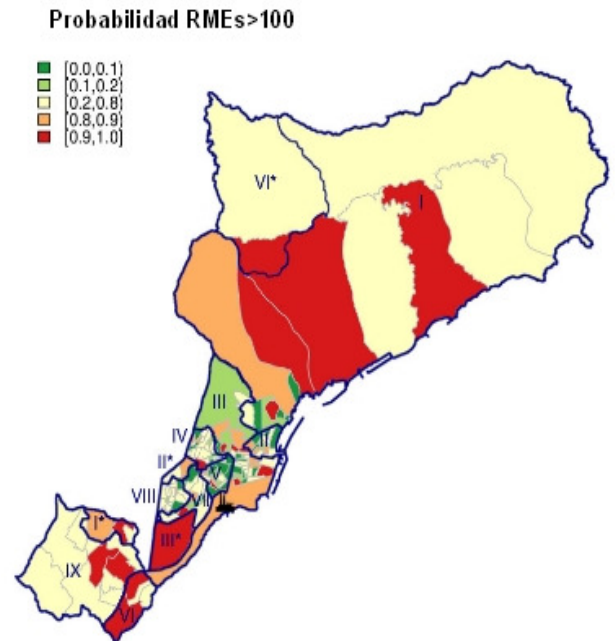 Probabilidad RMEs>100
[0.0,0.1)
[0.1,0.2)
[0.2,0.8)
[0.8,0.9)
[0.9,1.0]
VI*
I
III
IV
II
II*
V
VIII
VII
II
I*
III*
IX
VI